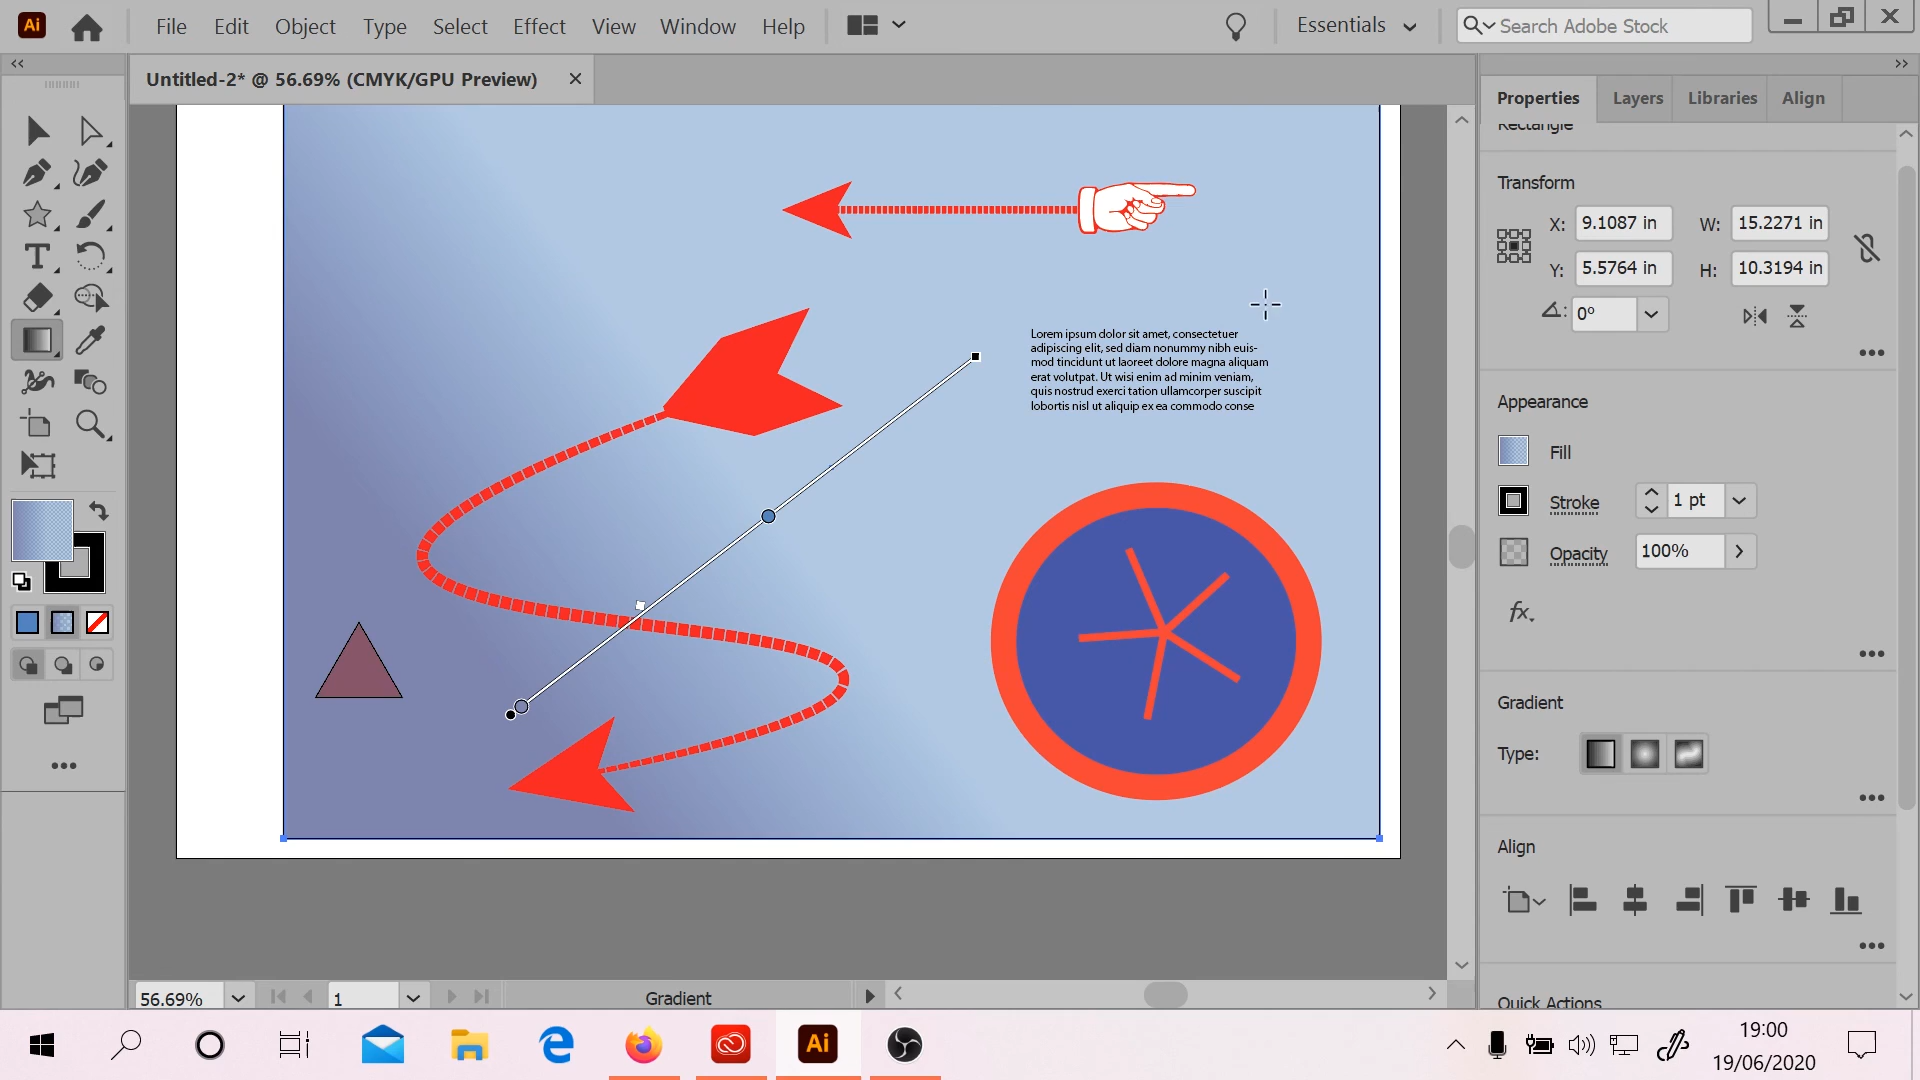 Ai File Edit Object Type Select Effect View Window Help Essentials Search Adobe Stock
Untitled-2* @ 56.69% (CMYK/GPU Preview)
Properties Layers Libraries Align
Rectangle
Transform
X: 9.1087 in W: 15.2271 in
Y: 5.5764 in H: 10.3194 in
0°
Lorem ipsum dolor sit amet, consectetuer
adipiscing elit, sed diam nonummy nibh euis-
mod tincidunt ut laoreet dolore magna aliquam
erat volutpat. Ut wisi enim ad minim veniam,
quis nostrud exerci tation ullamcorper suscipit
lobortis nisl ut aliquip ex ea commodo conse
Appearance
Fill
Stroke 1 pt
Opacity 100%
fx.
Gradient
Type:
Align
Quick Actions
56.69% 1 Gradient
Ai
19:00
19/06/2020